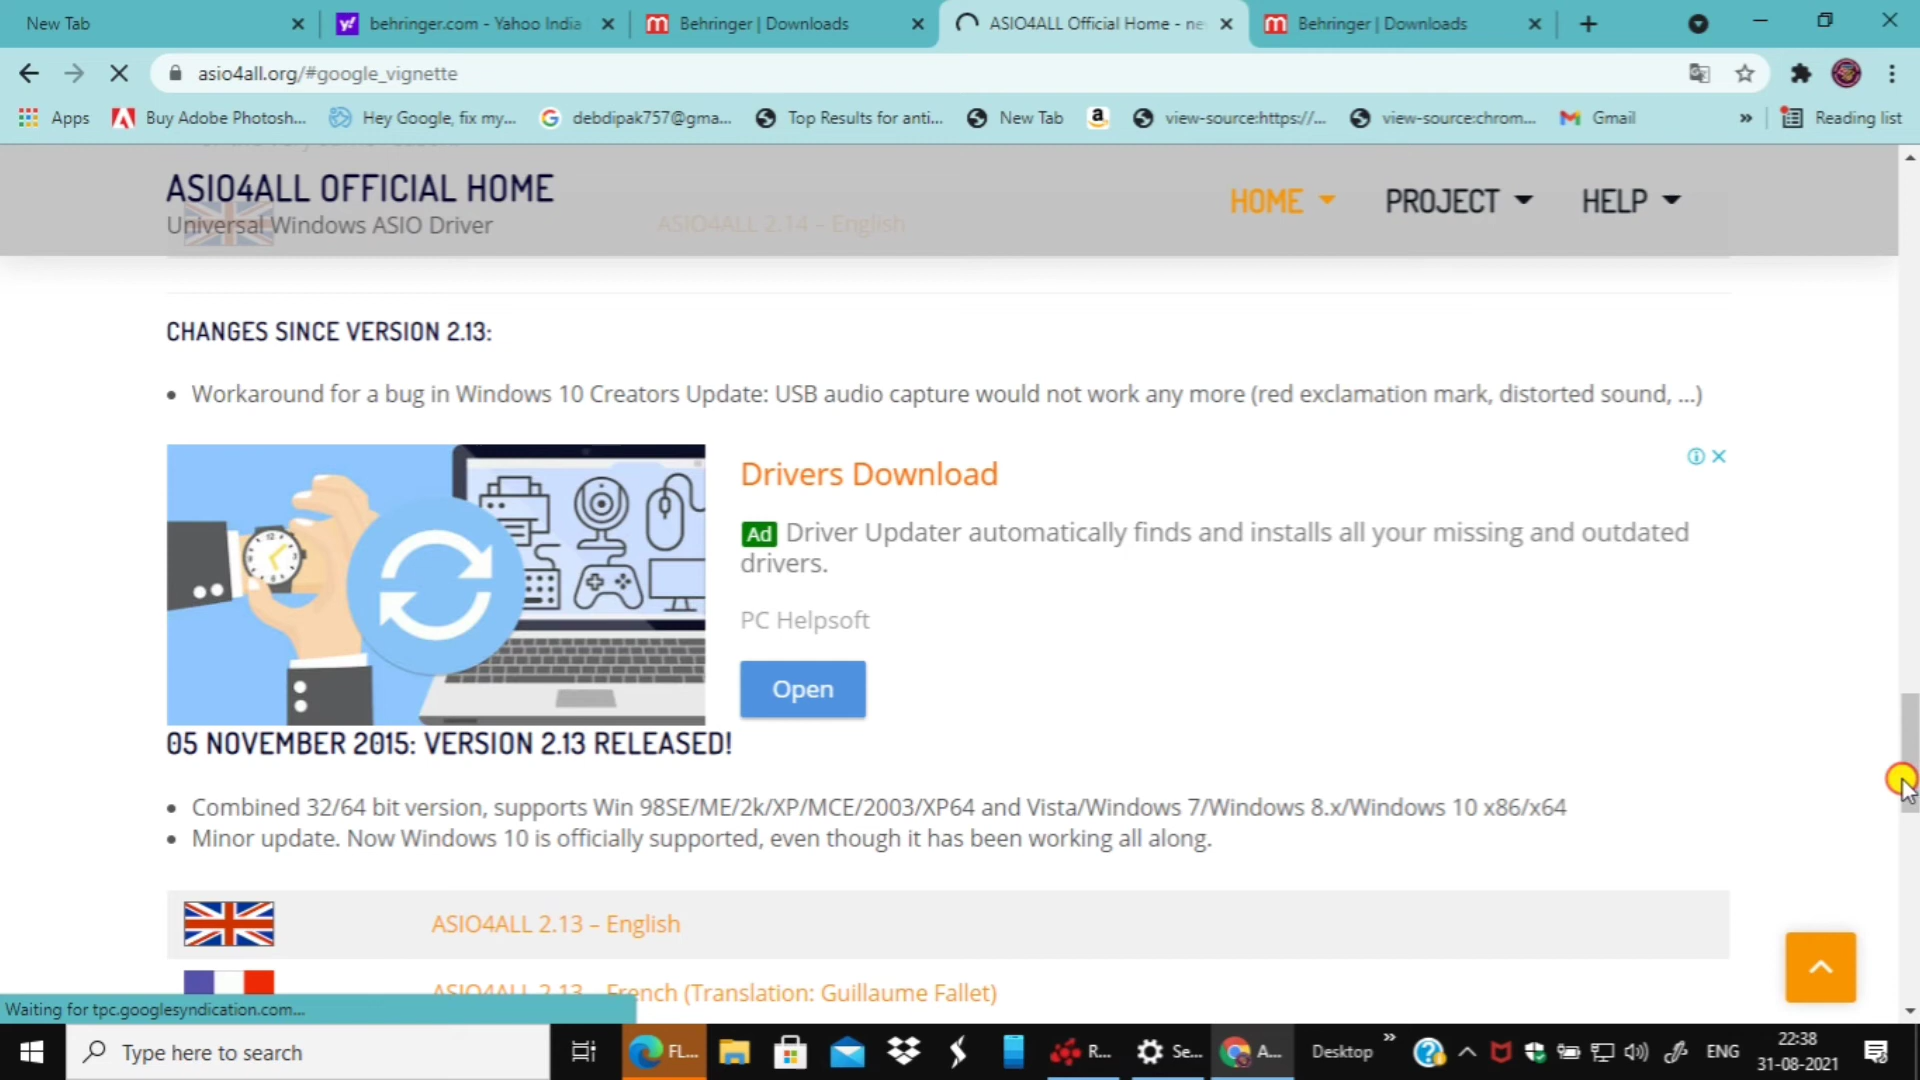 New Tab
behringer.com - Yahoo India
Behringer | Downloads
ASIO4ALL Official Home - ne
Behringer | Downloads
asio4all.org/#google_vignette
Apps
Buy Adobe Photosh...
Hey Google, fix my...
debdipak757@gma...
Top Results for anti...
New Tab
view-source:https://...
view-source:chrom...
Gmail
»
Reading list
ASIO4ALL OFFICIAL HOME
Universal Windows ASIO Driver
HOME
PROJECT
HELP
ASIO4ALL 2.14 – English
CHANGES SINCE VERSION 2.13:
• Workaround for a bug in Windows 10 Creators Update: USB audio capture would not work any more (red exclamation mark, distorted sound, ...)
Drivers Download
Ad Driver Updater automatically finds and installs all your missing and outdated
drivers.
PC Helpsoft
Open
05 NOVEMBER 2015: VERSION 2.13 RELEASED!
• Combined 32/64 bit version, supports Win 98SE/ME/2k/XP/MCE/2003/XP64 and Vista/Windows 7/Windows 8.x/Windows 10 x86/x64
• Minor update. Now Windows 10 is officially supported, even though it has been working all along.
ASIO4ALL 2.13 – English
ASIO4ALL 2.13 – French (Translation: Guillaume Fallet)
Waiting for tpc.googlesyndication.com...
Type here to search
FL...
R...
Se...
A...
Desktop
»
ENG
22:38
31-08-2021